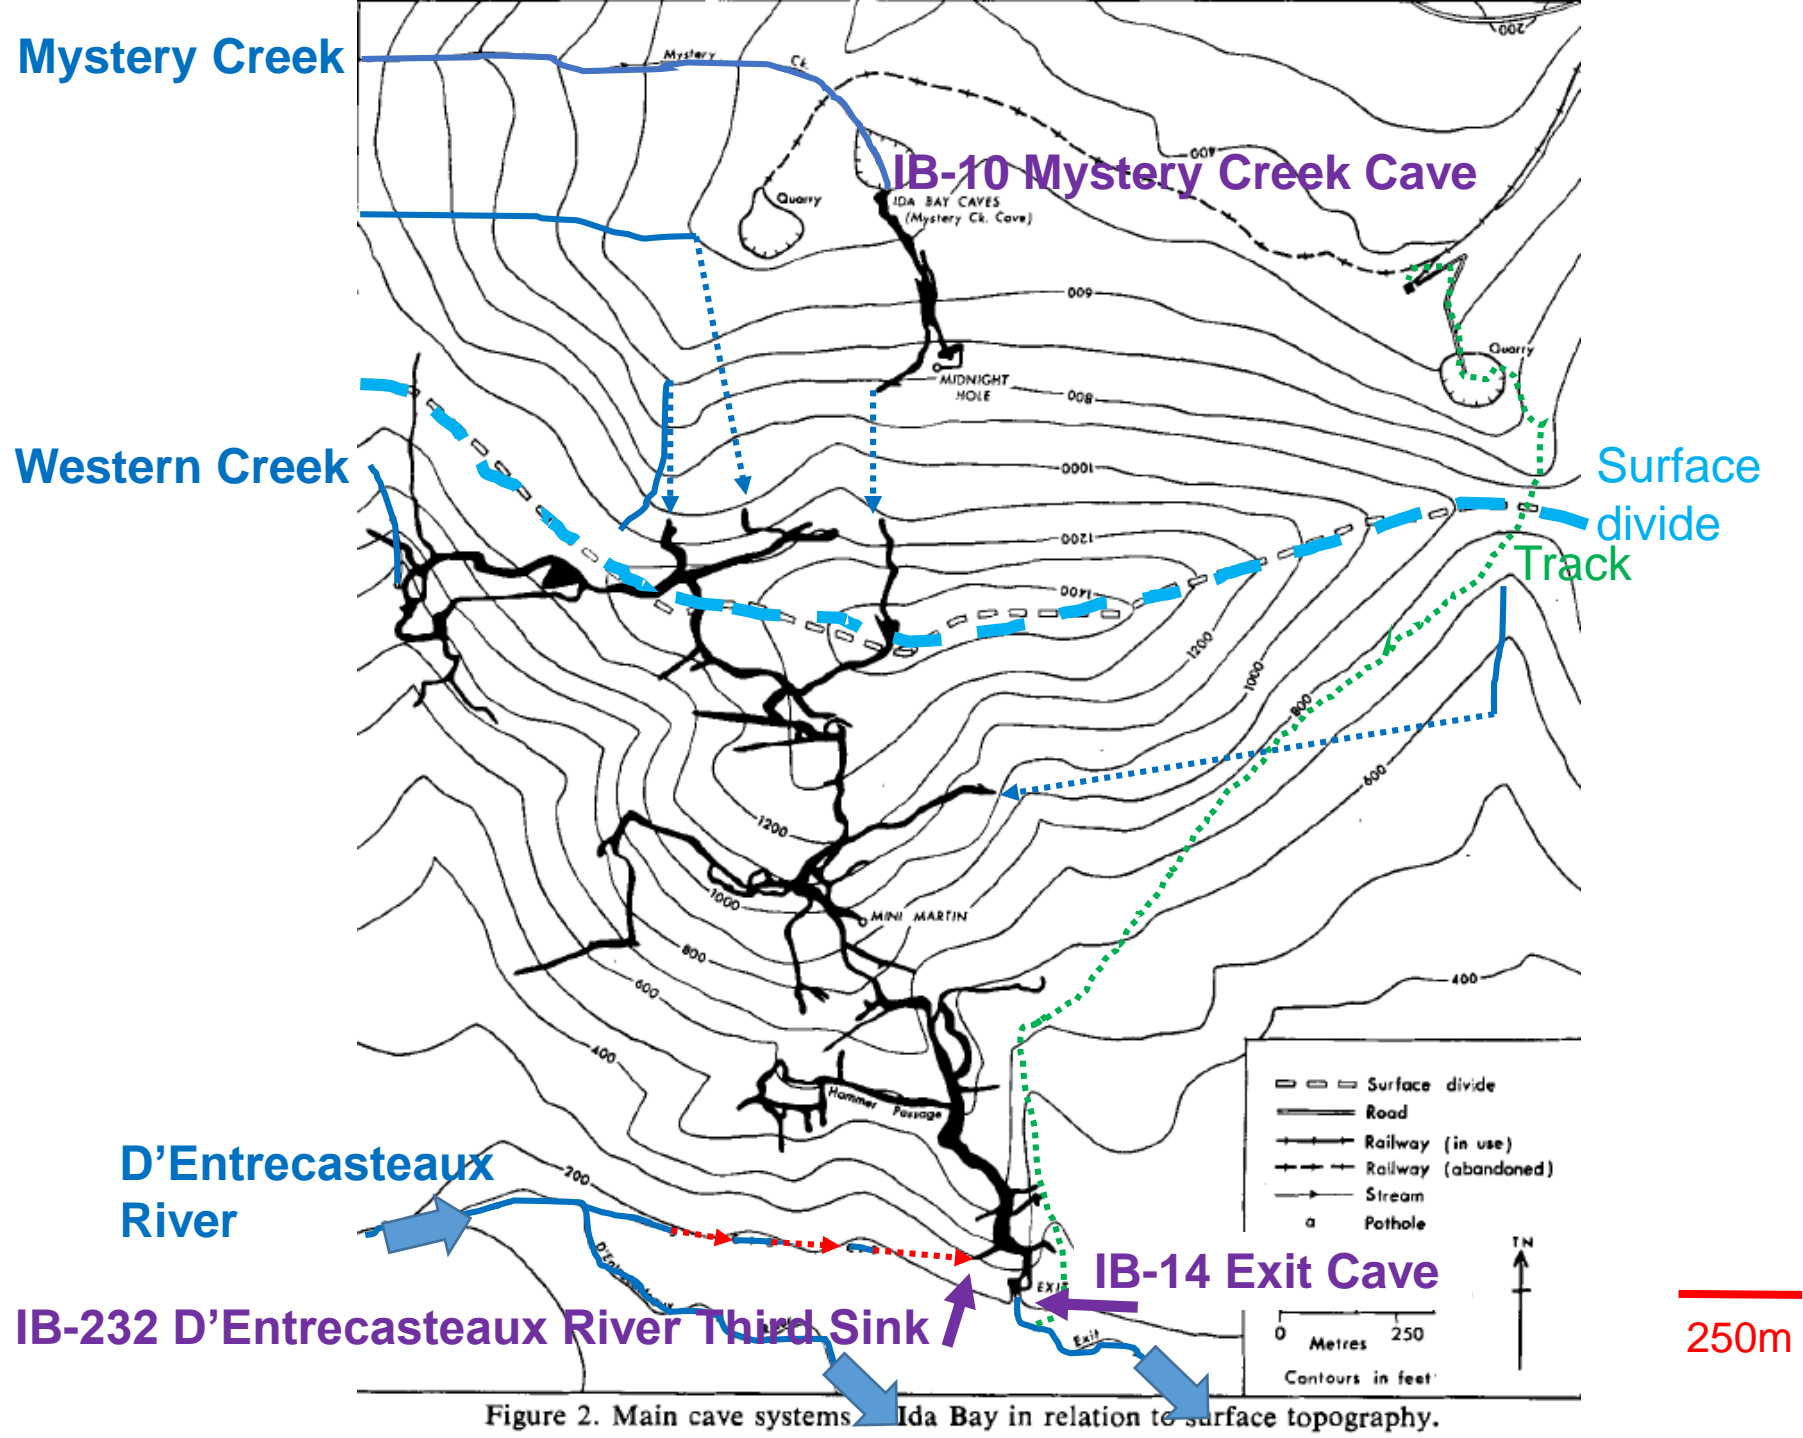 200
Mystery Creek
Mystery
Ck.
400
IB-10 Mystery Creek Cave
Quarry
IDA BAY CAVES
(Mystery Ck. Cave)
600
Quarry
MIDNIGHT
HOLE
800
Western Creek
1000
Surface
divide
1200
Track
1400
1200
1000
800
600
1200
1000
MINI MARTIN
800
400
600
400
Surface divide
Road
Hammer Passage
Railway (in use)
Railway (abandoned)
D'Entrecasteaux
River
200
Stream
Pothole
TN
D'Entrecasteaux
IB-14 Exit Cave
EXIT
IB-232 D'Entrecasteaux River Third Sink
River
Exit
0
250
Metres
250m
Contours in feet
Figure 2. Main cave systems Ida Bay in relation to surface topography.